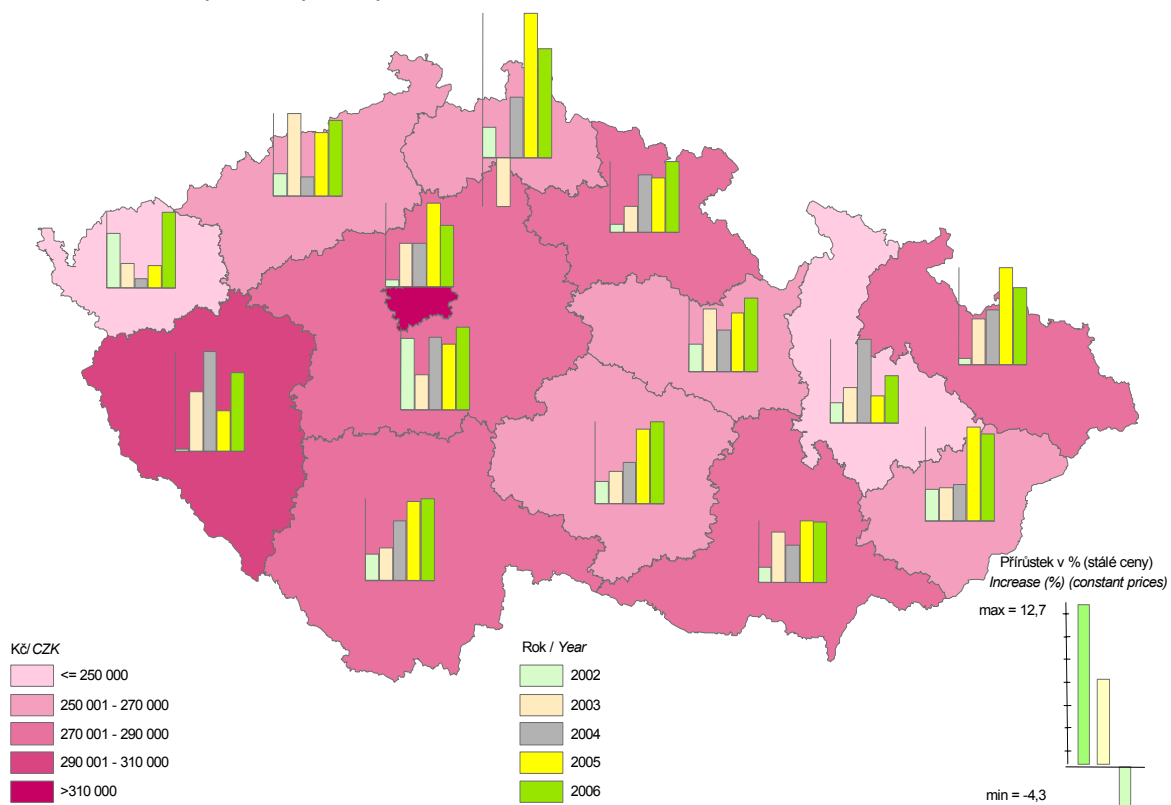 Přírůstek v % (stálé ceny)
Increase (%) (constant prices)
max = 12,7
min = -4,3
Kč/ CZK
<= 250 000
250 001 - 270 000
270 001 - 290 000
290 001 - 310 000
>310 000
Rok / Year
2002
2003
2004
2005
2006